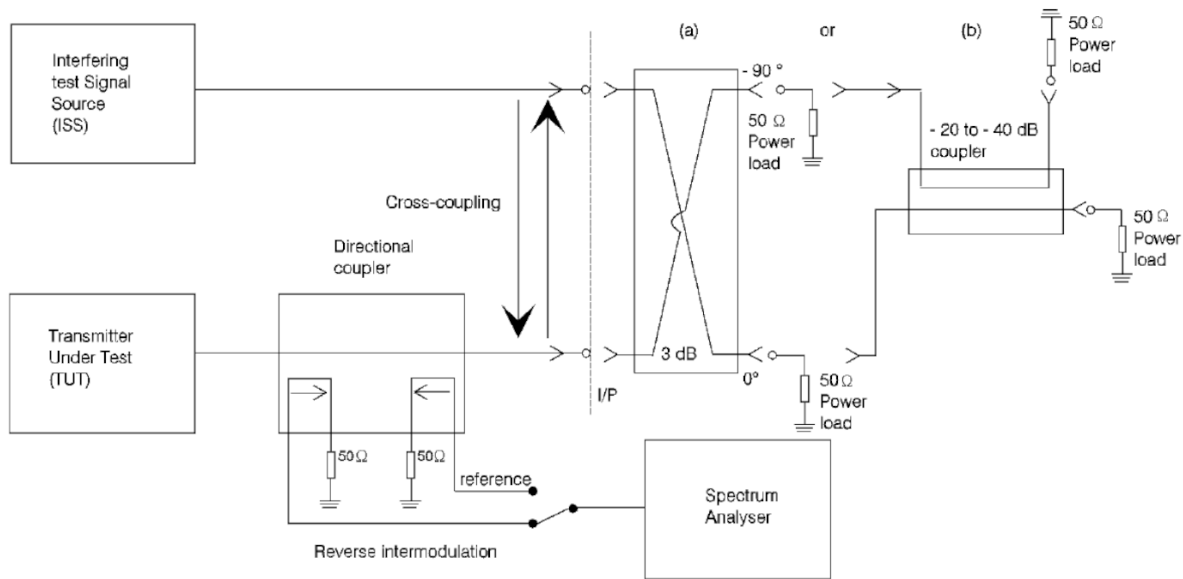 Interfering
test Signal
Source
(ISS)
(a)
or
(b)
50 Ω
Power
load
- 90 °
50 Ω
Power
load
- 20 to - 40 dB
coupler
Cross-coupling
50 Ω
Power
load
Directional
coupler
Transmitter
Under Test
(TUT)
3 dB
0°
I/P
50 Ω
Power
load
50 Ω
50 Ω
reference
Spectrum
Analyser
Reverse intermodulation